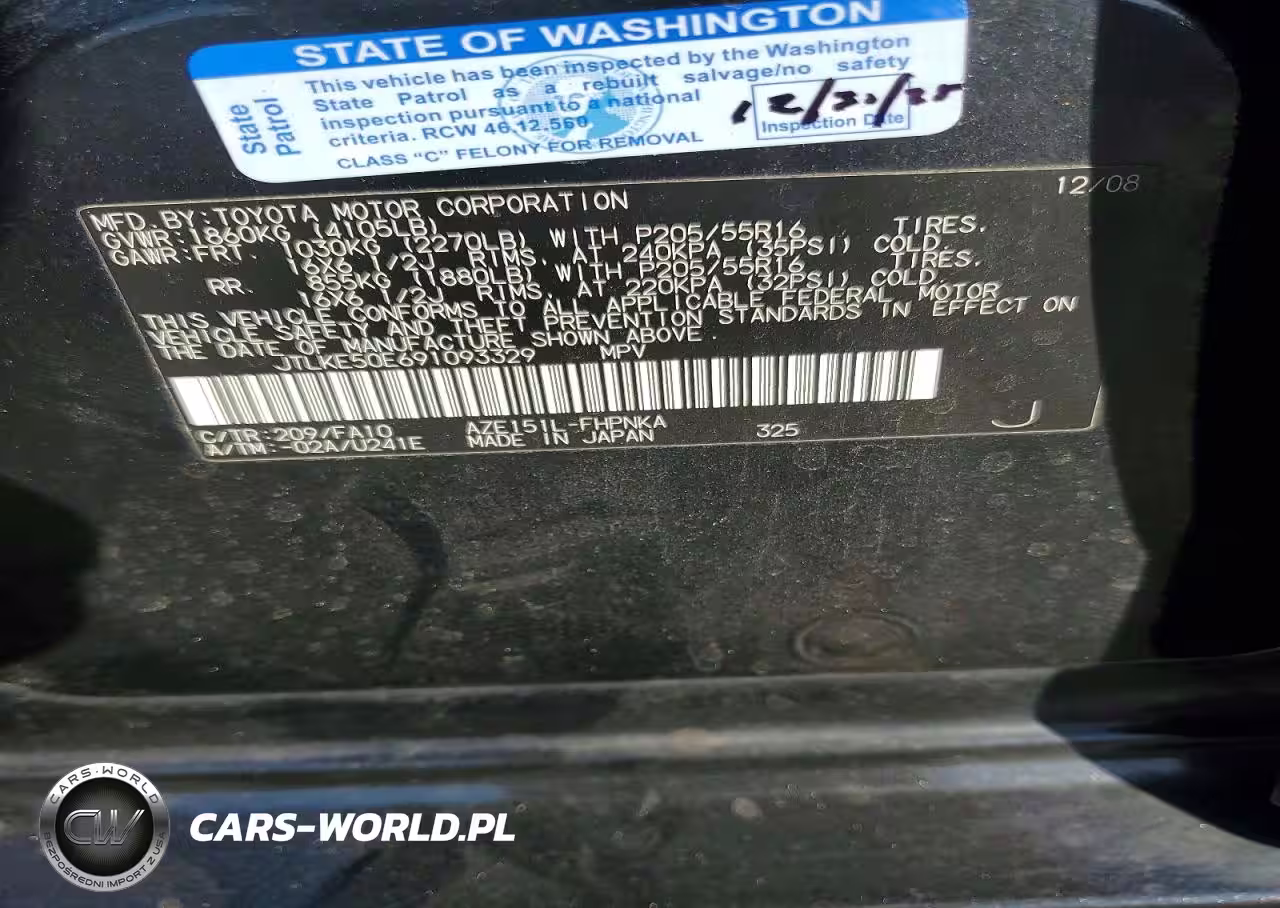 STATE OF WASHINGTON
State Patrol
This vehicle has been inspected by the Washington
State Patrol as a rebuilt salvage/no safety
inspection pursuant to a national
criteria. RCW 46.12.560
CLASS "C" FELONY FOR REMOVAL
Inspection Date
12/08
MFD. BY: TOYOTA MOTOR CORPORATION
GVWR: 1860KG (4105LB)
GAWR: FRT. 1030KG (2270LB) WITH P205/55R16 TIRES.
16X6 1/2J RIMS. AT 240KPA (35PSI) COLD.
RR. 855KG (1880LB) WITH P205/55R16 TIRES.
16X6 1/2J RIMS. AT 220KPA (32PSI) COLD.
THIS VEHICLE CONFORMS TO ALL APPLICABLE FEDERAL MOTOR
VEHICLE SAFETY AND THEFT PREVENTION STANDARDS IN EFFECT ON
THE DATE OF MANUFACTURE SHOWN ABOVE.
JTLKE50E691093329 MPV
C/TR: 209/FA10 AZE151L-FHPNKA 325 J
A/TM: -02A/U241E MADE IN JAPAN
CARS-WORLD
CW
BEZPOŚREDNI IMPORT Z USA
CARS-WORLD.PL